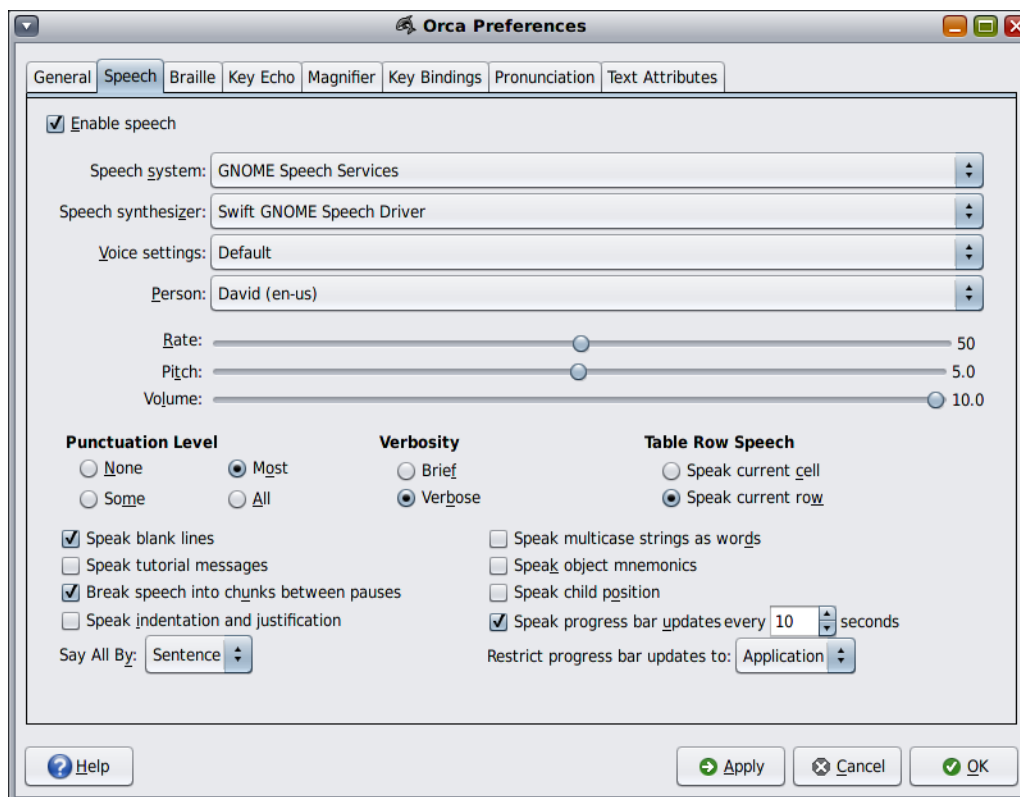 Orca Preferences
General Speech Braille Key Echo Magnifier Key Bindings Pronunciation Text Attributes
Enable speech
Speech system: GNOME Speech Services
Speech synthesizer: Swift GNOME Speech Driver
Voice settings: Default
Person: David (en-us)
Rate: 50
Pitch: 5.0
Volume: 10.0
Punctuation Level Verbosity Table Row Speech
None Most Brief Speak current cell
Some All Verbose Speak current row
Speak blank lines Speak multicase strings as words
Speak tutorial messages Speak object mnemonics
Break speech into chunks between pauses Speak child position
Speak indentation and justification Speak progress bar updates every 10 seconds
Say All By: Sentence Restrict progress bar updates to: Application
Help Apply Cancel OK